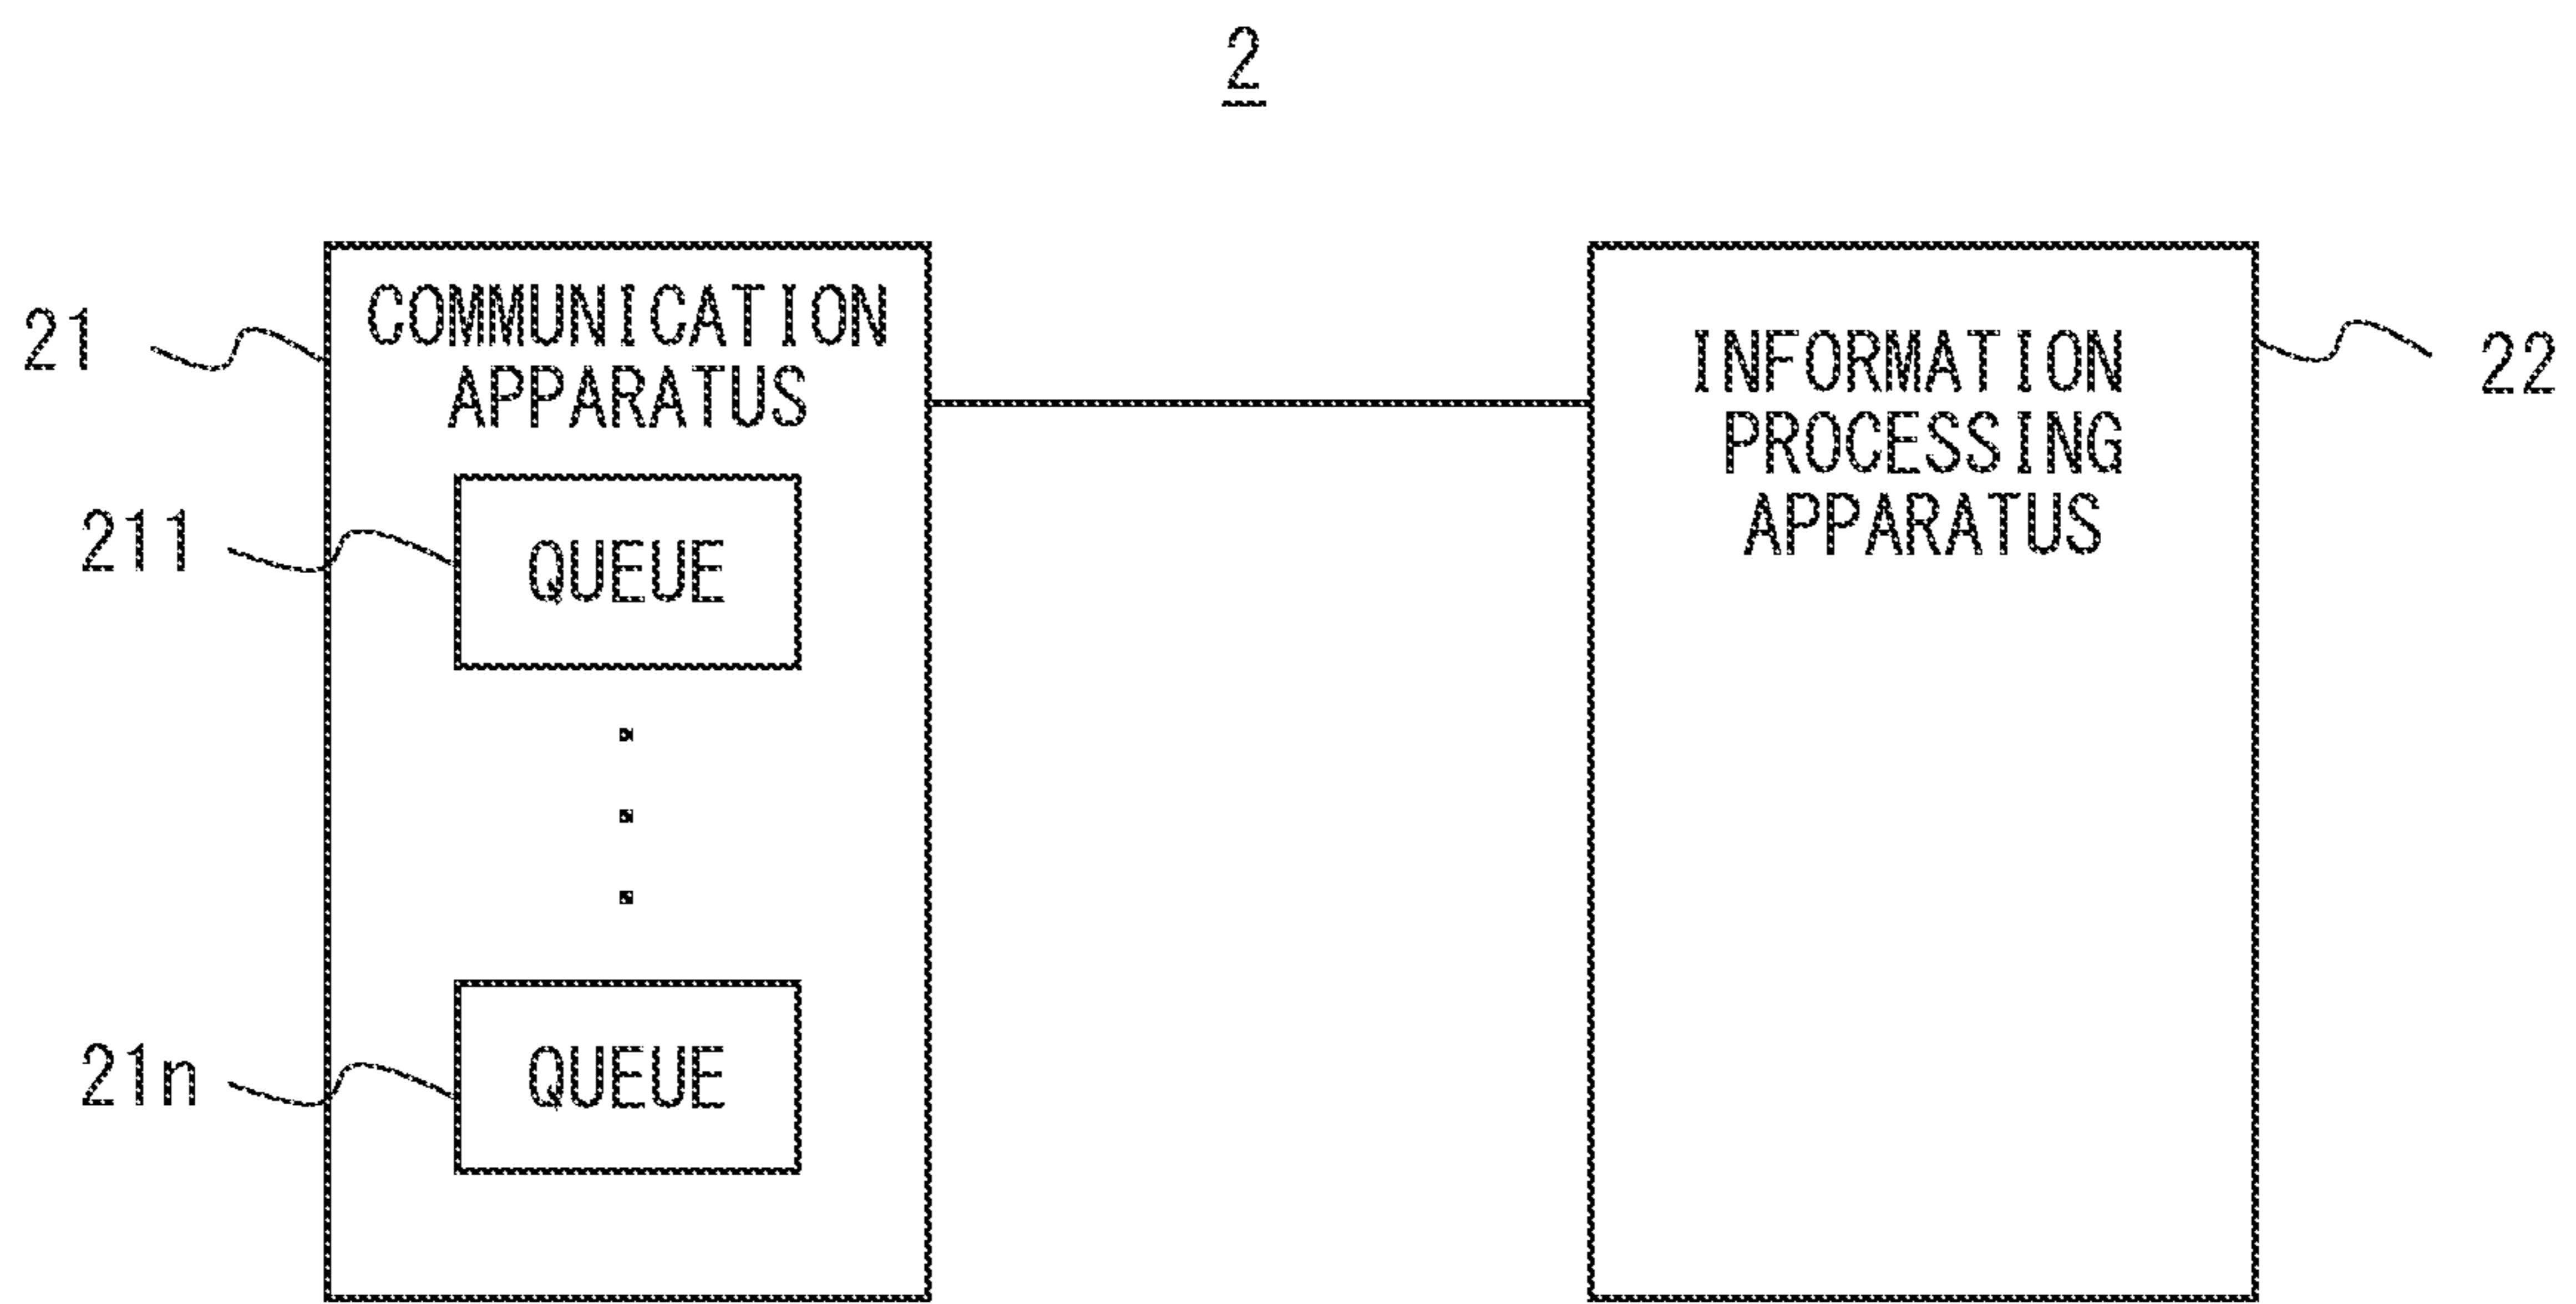 2
21
COMMUNICATION
APPARATUS
211
QUEUE
21n
QUEUE
INFORMATION
PROCESSING
APPARATUS
22